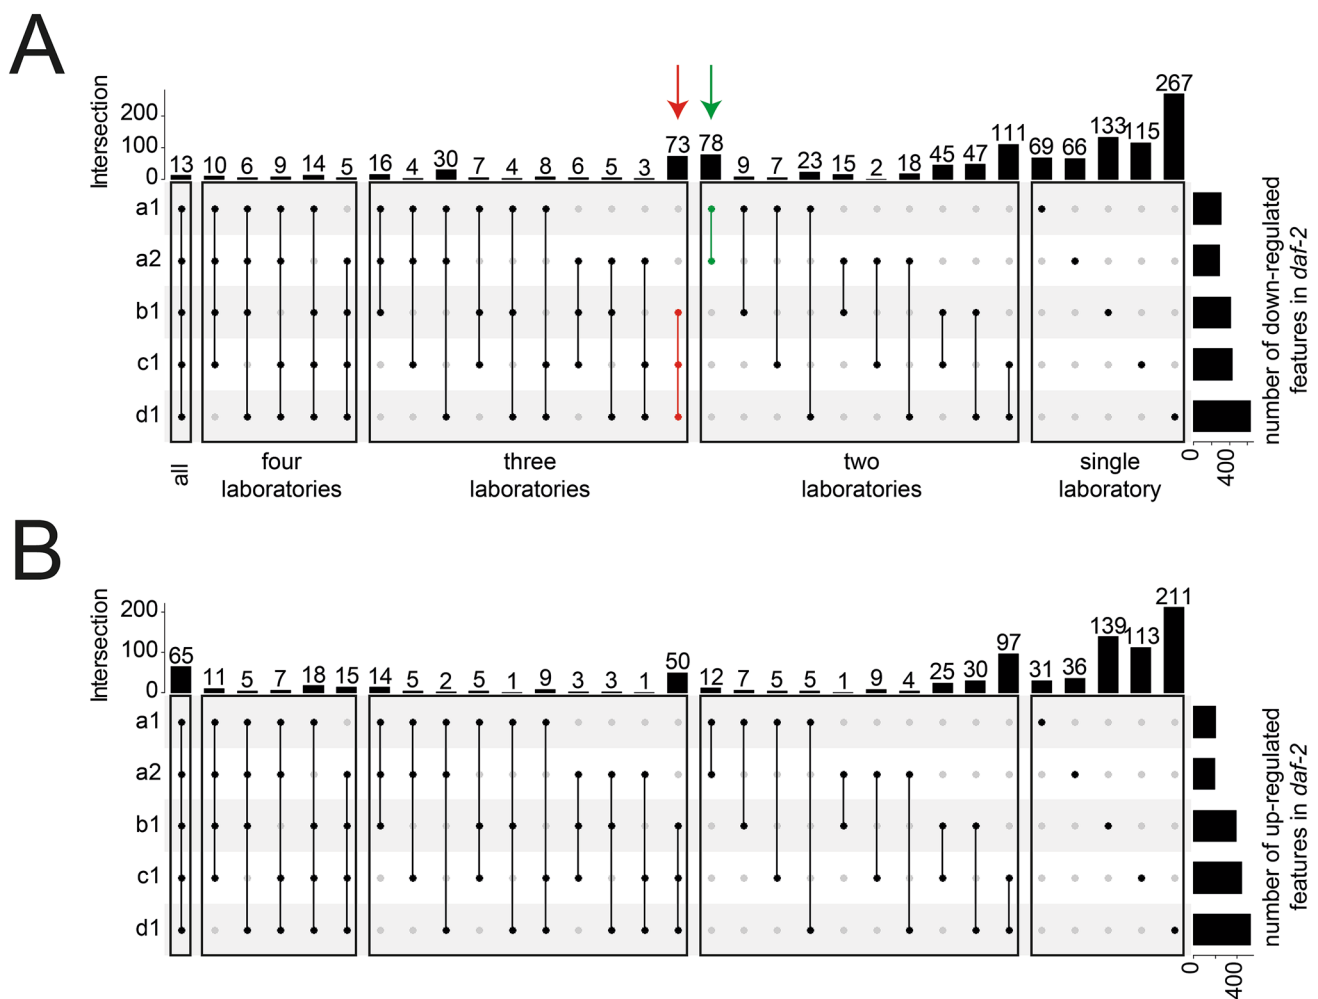 A
Intersection
200
100
0
13 10 6 9 14 5 16 4 30 7 4 8 6 5 3 73 78 9 7 23 15 2 18 45 47 111 69 66 133 115 267
a1
a2
b1
c1
d1
all
four
laboratories
three
laboratories
two
laboratories
single
laboratory
0 400
number of down-regulated
features in daf-2
B
Intersection
200
100
0
65 11 5 7 18 15 14 5 2 5 1 9 3 3 1 50 12 7 5 5 1 9 4 25 30 97 31 36 139 113 211
a1
a2
b1
c1
d1
0 400
number of up-regulated
features in daf-2